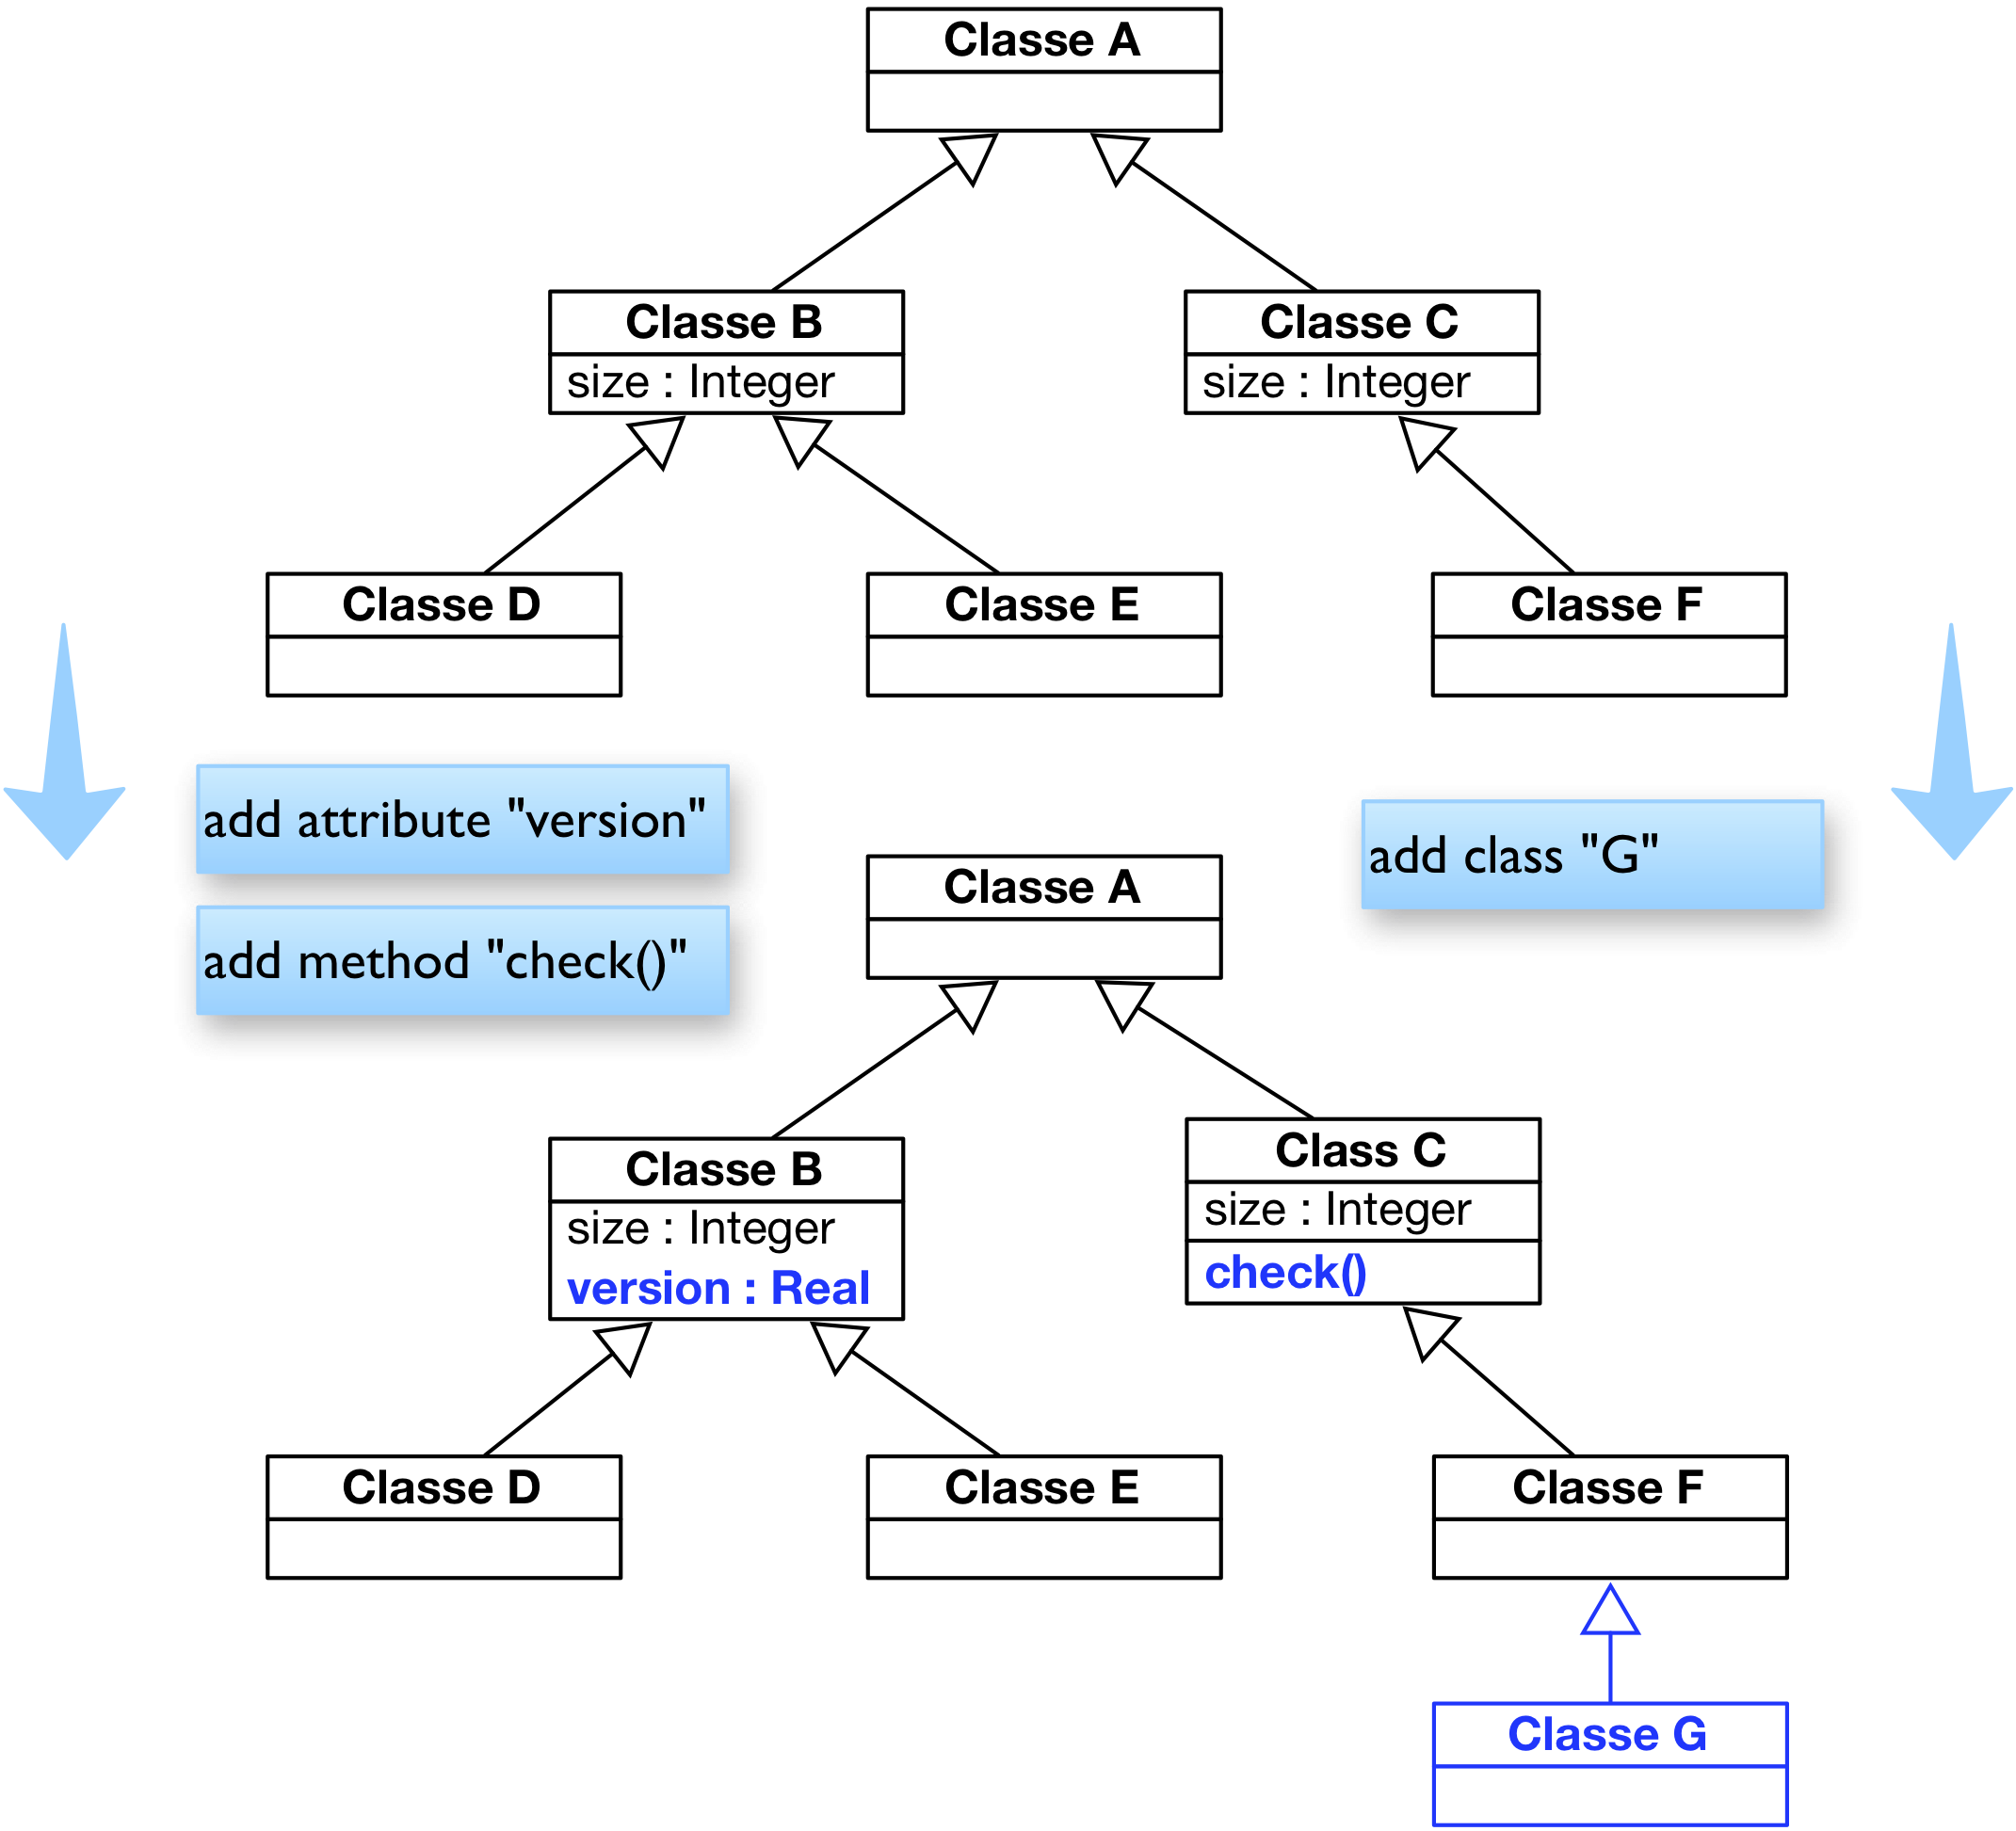 Classe A
Classe B
size : Integer
Classe C
size : Integer
Classe D
Classe E
Classe F
add attribute "version"
add method "check()"
add class "G"
Classe A
Classe B
size : Integer
version : Real
Class C
size : Integer
check()
Classe D
Classe E
Classe F
Classe G